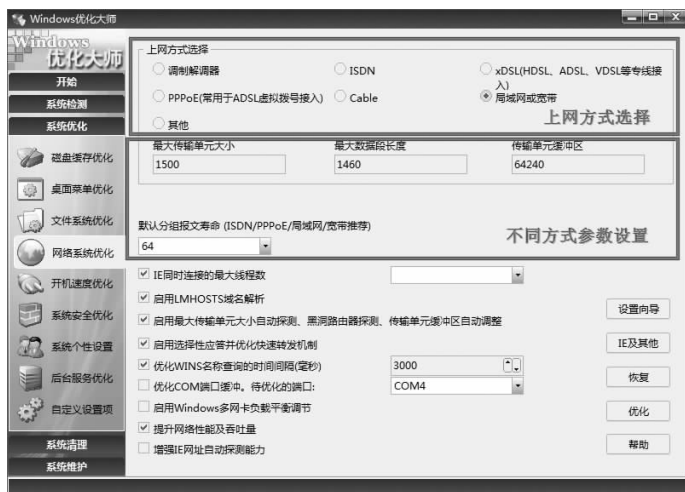 Windows优化大师
Windows
优化大师
开始
系统检测
系统优化
磁盘缓存优化
桌面菜单优化
文件系统优化
网络系统优化
开机速度优化
系统安全优化
系统个性设置
后台服务优化
自定义设置项
系统清理
系统维护
上网方式选择
调制解调器
ISDN
xDSL(HDSL、ADSL、VDSL等专线接
入)
PPPoE(常用于ADSL虚拟拨号接入)
Cable
局域网或宽带
其他
上网方式选择
最大传输单元大小
最大数据段长度
传输单元缓冲区
1500
1460
64240
默认分组报文寿命 (ISDN/PPPoE/局域网/宽带推荐)
64
不同方式参数设置
IE同时连接的最大线程数
启用LMHOSTS域名解析
启用最大传输单元大小自动探测、黑洞路由器探测、传输单元缓冲区自动调整
启用选择性应答并优化快速转发机制
优化WINS名称查询的时间间隔(毫秒)
3000
优化COM端口缓冲。待优化的端口:
COM4
启用Windows多网卡负载平衡调节
提升网络性能及吞吐量
增强IE网址自动探测能力
设置向导
IE及其他
恢复
优化
帮助